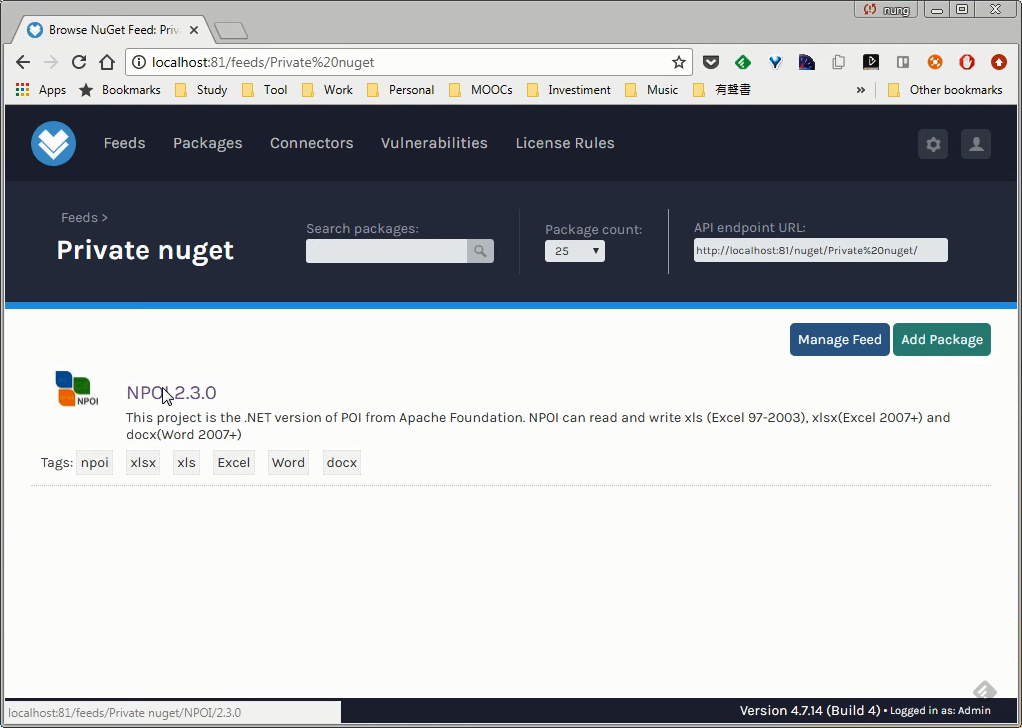 nung
Browse NuGet Feed: Priv
localhost:81/feeds/Private%20nuget
Apps Bookmarks Study Tool Work Personal MOOCs Investiment Music 有聲書 » Other bookmarks
Feeds Packages Connectors Vulnerabilities License Rules
Feeds >
Private nuget
Search packages:
Package count:
25
API endpoint URL:
http://localhost:81/nuget/Private%20nuget/
Manage Feed Add Package
NPOI
NPOI 2.3.0
This project is the .NET version of POI from Apache Foundation. NPOI can read and write xls (Excel 97-2003), xlsx(Excel 2007+) and
docx(Word 2007+)
Tags: npoi xlsx xls Excel Word docx
localhost:81/feeds/Private nuget/NPOI/2.3.0
Version 4.7.14 (Build 4) • Logged in as: Admin